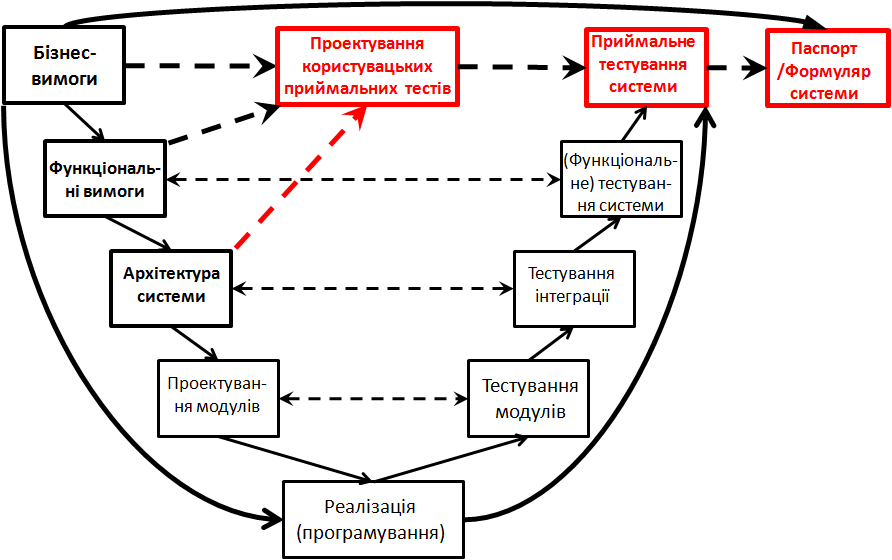 Бізнес-
вимоги
Проектування
користувацьких
приймальних тестів
Приймальне
тестування
системи
Паспорт
/Формуляр
системи
Функціональ-
ні вимоги
(Функціональ-
не) тестуван-
ня системи
Архітектура
системи
Тестування
інтеграції
Проектуван-
ня модулів
Тестування
модулів
Реалізація
(програмування)